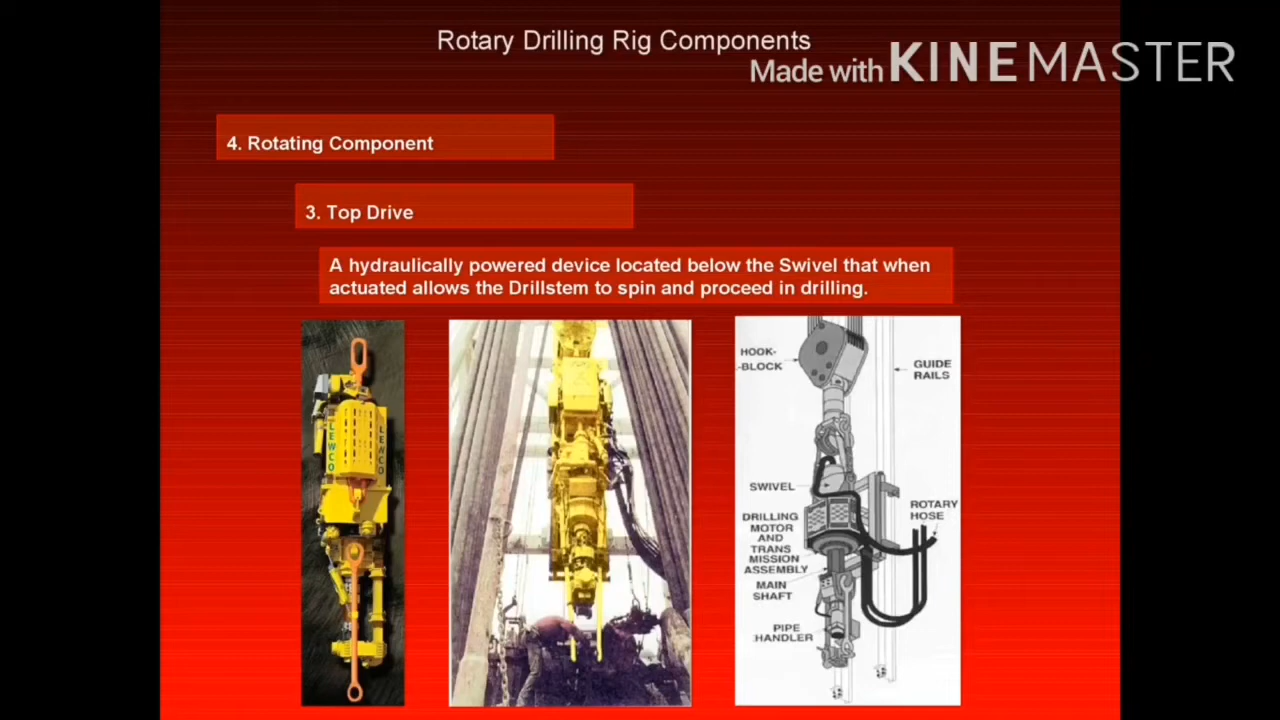 Rotary Drilling Rig Components
Made with KINEMASTER
4. Rotating Component
3. Top Drive
A hydraulically powered device located below the Swivel that when
actuated allows the Drillstem to spin and proceed in drilling.
LEWCO
LEWCO
HOOK-
-BLOCK
GUIDE
RAILS
SWIVEL
ROTARY
HOSE
DRILLING
MOTOR
AND
TRANS
MISSION
ASSEMBLY
MAIN
SHAFT
PIPE
HANDLER